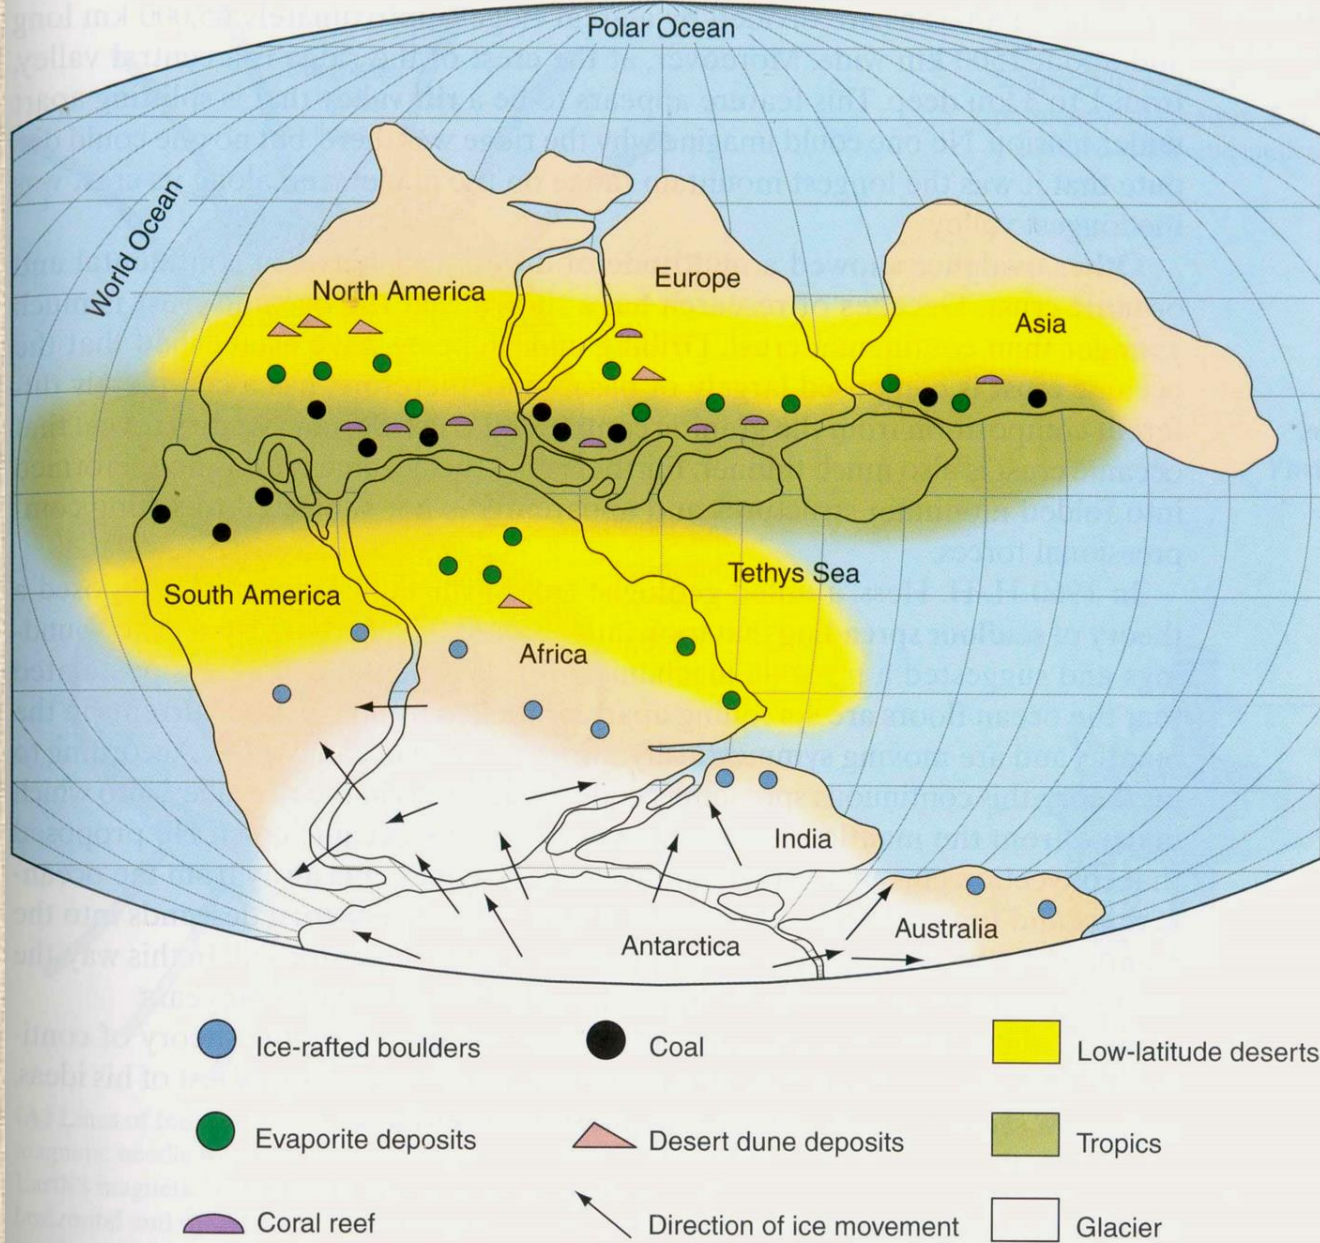 Polar Ocean
World Ocean
North America
Europe
Asia
South America
Tethys Sea
Africa
India
Australia
Antarctica
Ice-rafted boulders
Coal
Low-latitude deserts
Evaporite deposits
Desert dune deposits
Tropics
Coral reef
Direction of ice movement
Glacier